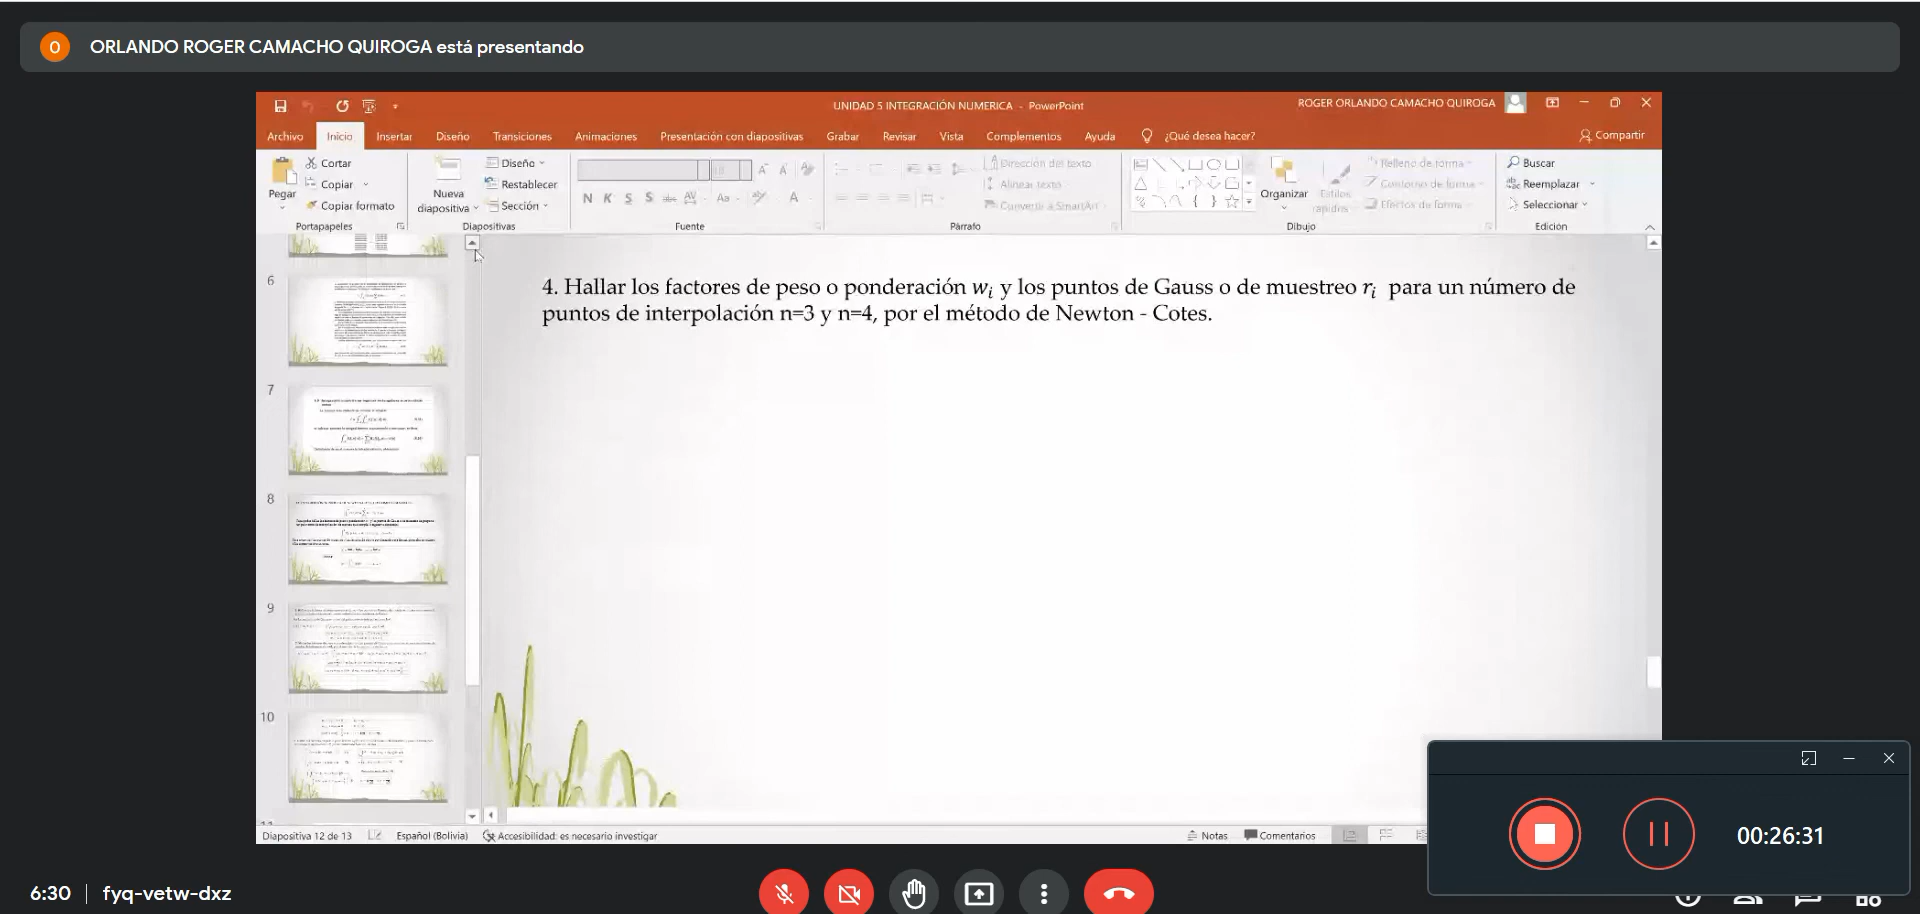 O ORLANDO ROGER CAMACHO QUIROGA está presentando
UNIDAD 5 INTEGRACIÓN NUMERICA - PowerPoint
ROGER ORLANDO CAMACHO QUIROGA
Archivo Inicio Insertar Diseño Transiciones Animaciones Presentación con diapositivas Grabar Revisar Vista Complementos Ayuda ¿Qué desea hacer? Compartir
Pegar
Cortar
Copiar
Copiar formato
Portapapeles
Nueva
diapositiva
Diseño
Restablecer
Sección
Diapositivas
N K S S abc AV Aa A
Fuente
Dirección del texto
Alinear texto
Convertir a SmartArt
Párrafo
Organizar
Estilos
rápidos
Relleno de forma
Contorno de forma
Efectos de forma
Dibujo
Buscar
Reemplazar
Seleccionar
Edición
6
7
8
9
10
4. Hallar los factores de peso o ponderación wᵢ y los puntos de Gauss o de muestreo rᵢ para un número de
puntos de interpolación n=3 y n=4, por el método de Newton - Cotes.
Diapositiva 12 de 13 Español (Bolivia) Accesibilidad: es necesario investigar Notas Comentarios
00:26:31
6:30 | fyq-vetw-dxz